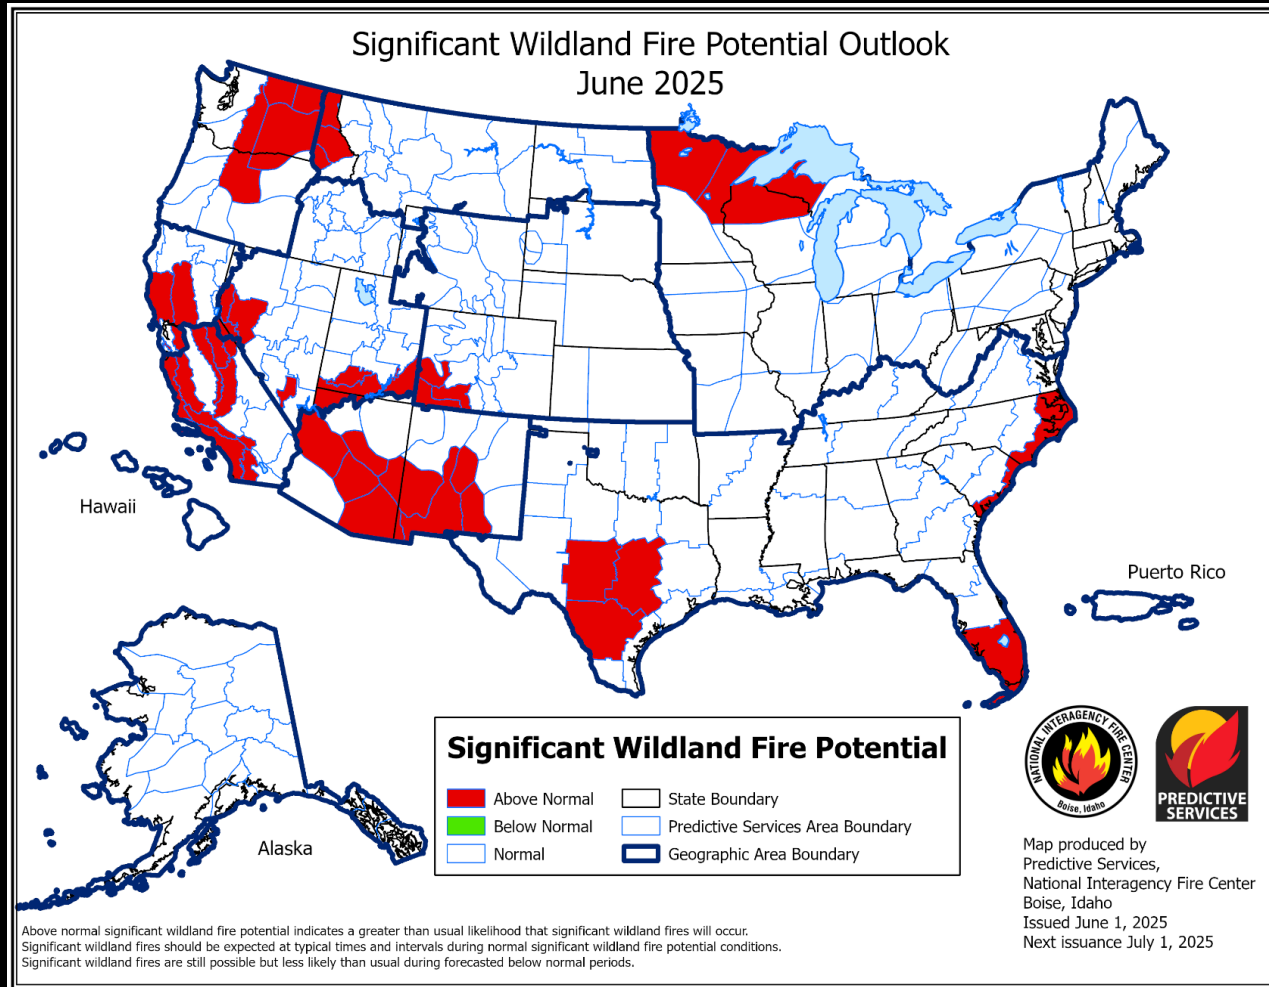 Significant Wildland Fire Potential Outlook
June 2025
Hawaii
Puerto Rico
Alaska
Significant Wildland Fire Potential
Above Normal
State Boundary
Below Normal
Predictive Services Area Boundary
Normal
Geographic Area Boundary
NATIONAL INTERAGENCY FIRE CENTER
Boise, Idaho
PREDICTIVE
SERVICES
Map produced by
Predictive Services,
National Interagency Fire Center
Boise, Idaho
Issued June 1, 2025
Next issuance July 1, 2025
Above normal significant wildland fire potential indicates a greater than usual likelihood that significant wildland fires will occur.
Significant wildland fires should be expected at typical times and intervals during normal significant wildland fire potential conditions.
Significant wildland fires are still possible but less likely than usual during forecasted below normal periods.